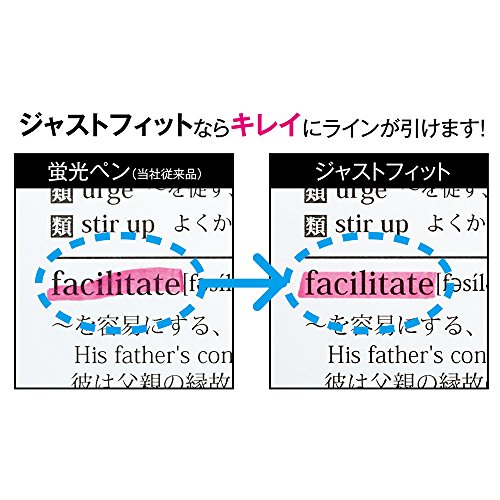 ジャストフィットならキレイにラインが引けます!
蛍光ペン(当社従来品)
類 urge 〜を促す、
類 stir up よくか
facilitate[fəsíl
〜を容易にする、
His father's con
彼は父親の縁故
ジャストフィット
類 urge 〜を促す、
類 stir up よくか
facilitate[fəsíl
〜を容易にする、
His father's con
彼は父親の縁故